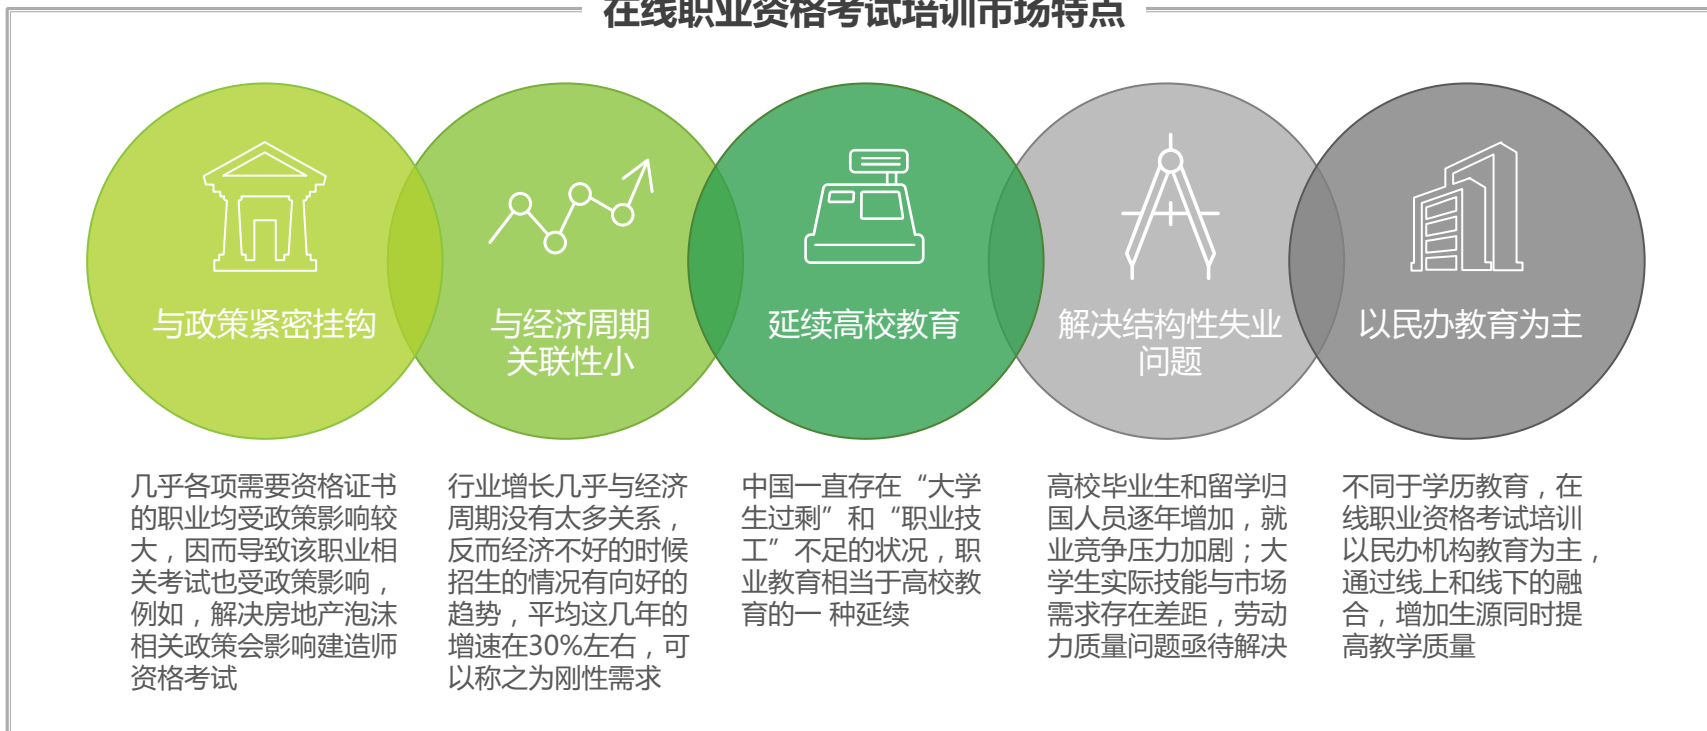 在线职业资格考试培训市场特点
与政策紧密挂钩
与经济周期
关联性小
延续高校教育
解决结构性失业
问题
以民办教育为主
几乎各项需要资格证书
的职业均受政策影响较
大，因而导致该职业相
关考试也受政策影响，
例如，解决房地产泡沫
相关政策会影响建造师
资格考试
行业增长几乎与经济
周期没有太多关系，
反而经济不好的时候
招生的情况有向好的
趋势，平均这几年的
增速在30%左右，可
以称之为刚性需求
中国一直存在“大学
生过剩”和“职业技
工”不足的状况，职
业教育相当于高校教
育的一 种延续
高校毕业生和留学归
国人员逐年增加，就
业竞争压力加剧；大
学生实际技能与市场
需求存在差距，劳动
力质量问题亟待解决
不同于学历教育，在
线职业资格考试培训
以民办机构教育为主，
通过线上和线下的融
合，增加生源同时提
高教学质量